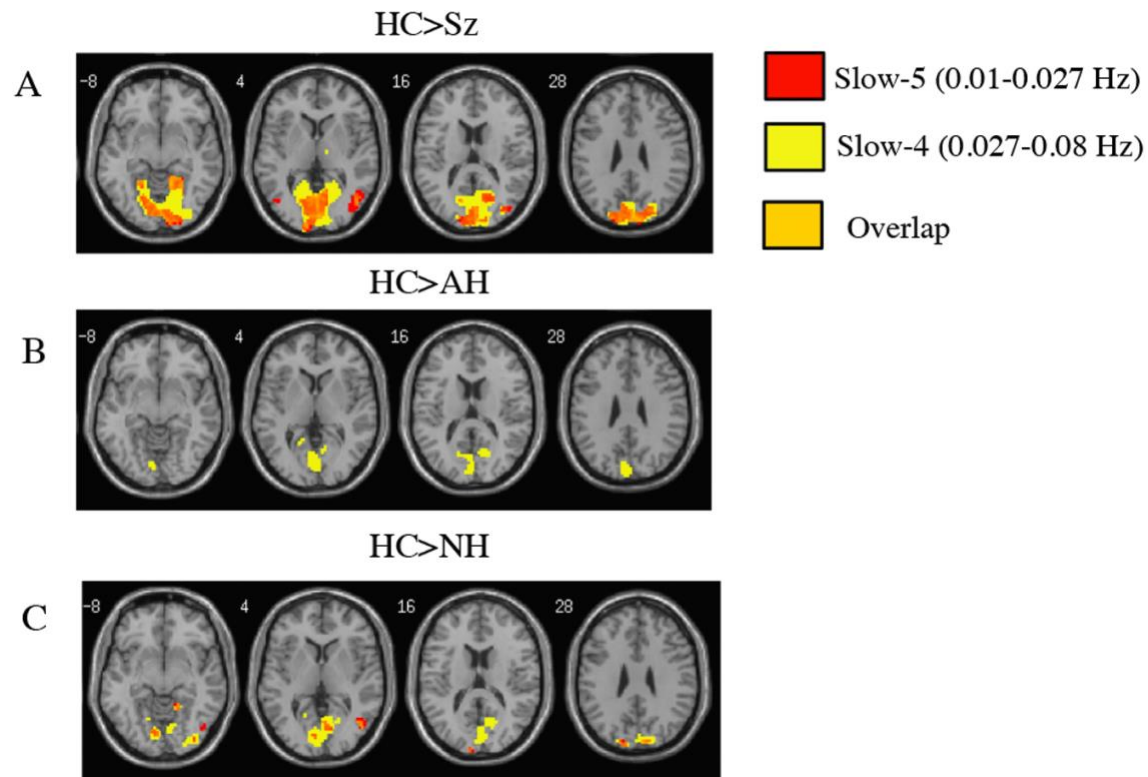 HC>Sz
A
-8 4 16 28
Slow-5 (0.01-0.027 Hz)
Slow-4 (0.027-0.08 Hz)
Overlap
HC>AH
B
-8 4 16 28
HC>NH
C
-8 4 16 28